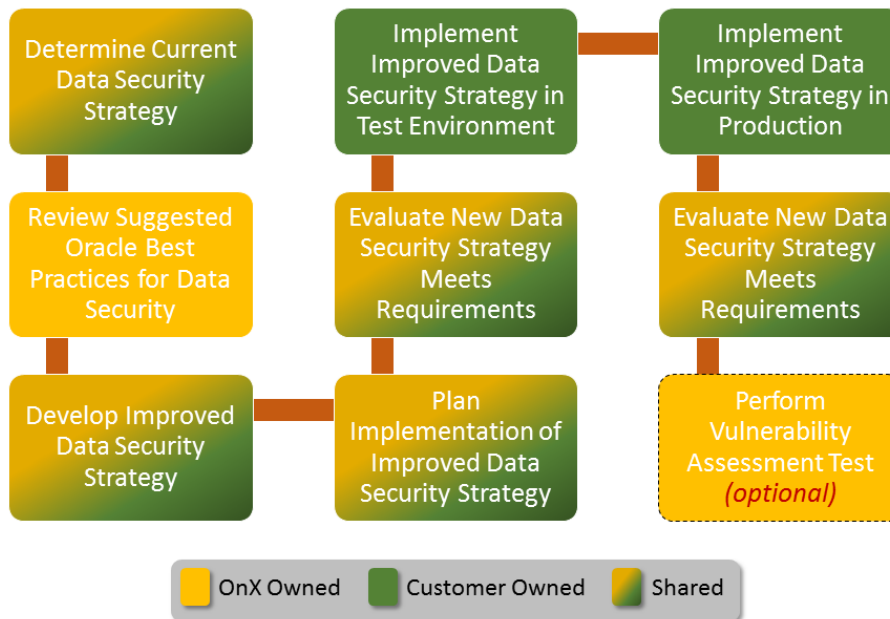 Determine Current
Data Security
Strategy
Review Suggested
Oracle Best
Practices for Data
Security
Develop Improved
Data Security
Strategy
Plan
Implementation of
Improved Data
Security Strategy
Evaluate New Data
Security Strategy
Meets
Requirements
Implement
Improved Data
Security Strategy in
Test Environment
Implement
Improved Data
Security Strategy in
Production
Evaluate New Data
Security Strategy
Meets
Requirements
Perform
Vulnerability
Assessment Test
(optional)
OnX Owned
Customer Owned
Shared